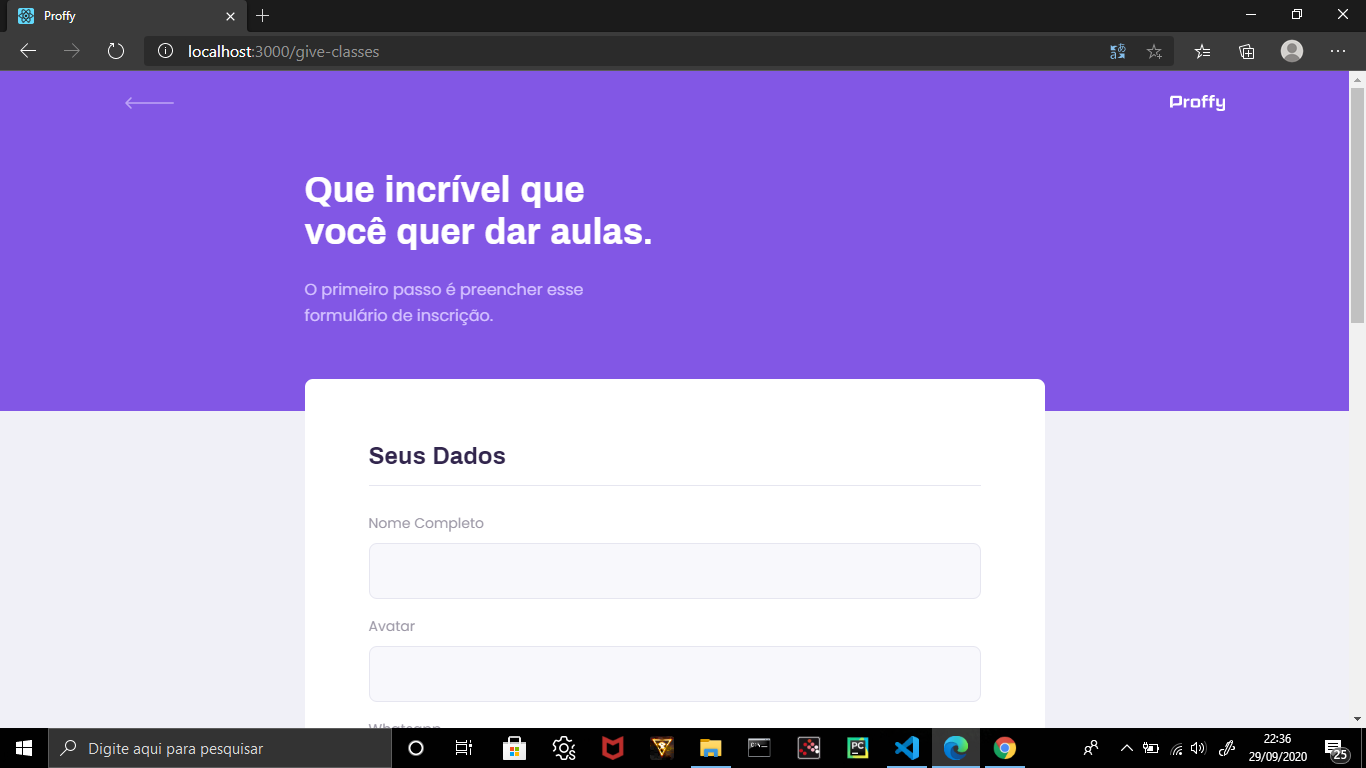 Proffy
localhost:3000/give-classes
Proffy
Que incrível que
você quer dar aulas.
O primeiro passo é preencher esse
formulário de inscrição.
Seus Dados
Nome Completo
Avatar
Whatsapp
Digite aqui para pesquisar
22:36
29/09/2020
25